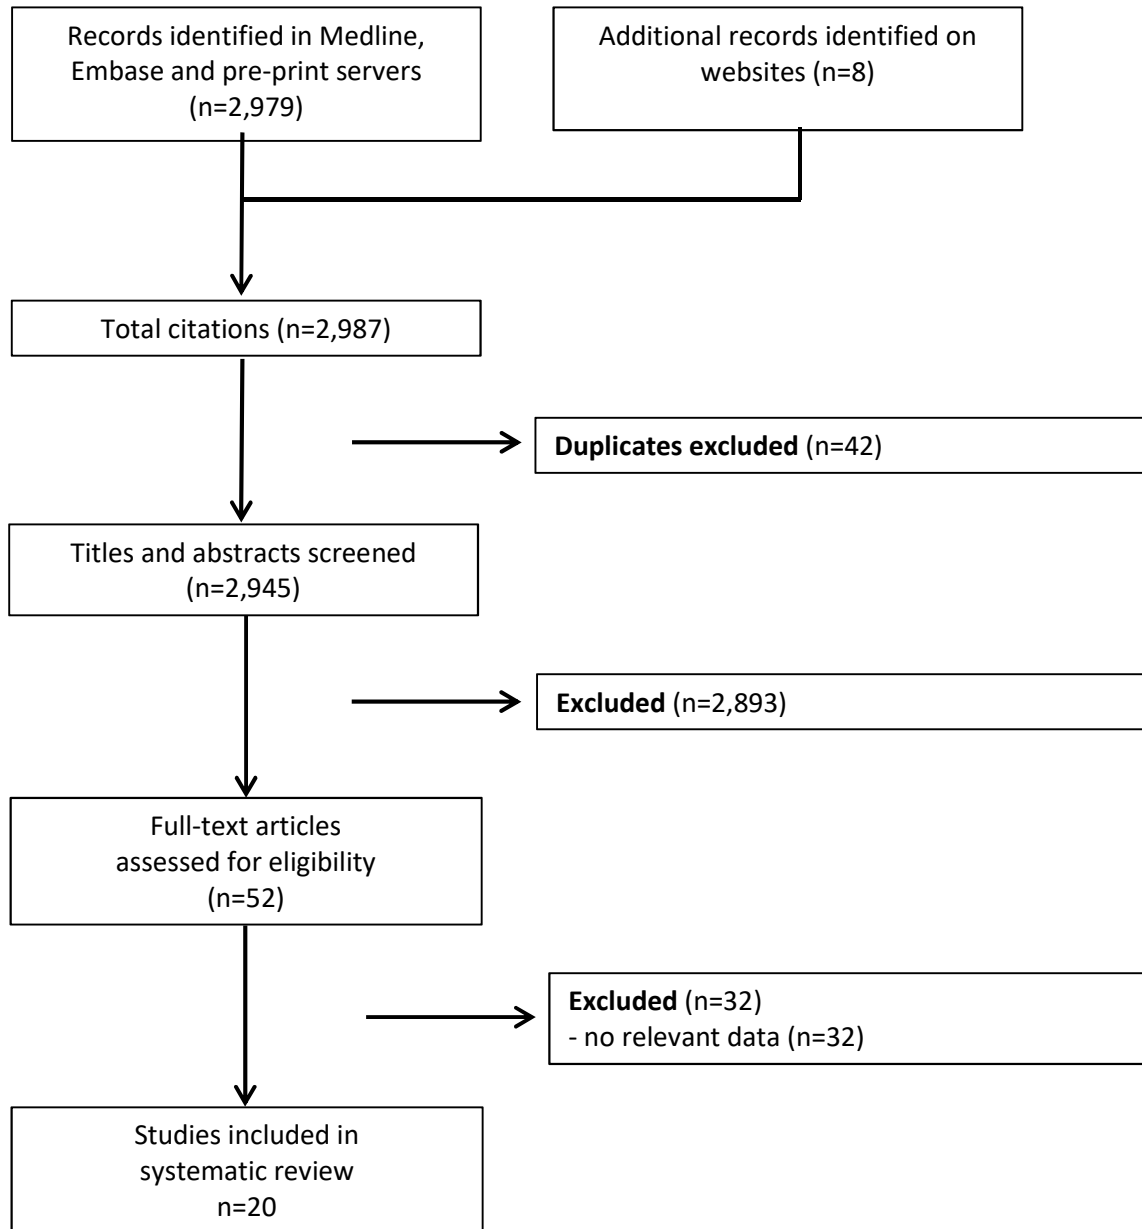 Records identified in Medline,
Embase and pre-print servers
(n=2,979)
Additional records identified on
websites (n=8)
Total citations (n=2,987)
Duplicates excluded (n=42)
Titles and abstracts screened
(n=2,945)
Excluded (n=2,893)
Full-text articles
assessed for eligibility
(n=52)
Excluded (n=32)
- no relevant data (n=32)
Studies included in
systematic review
n=20